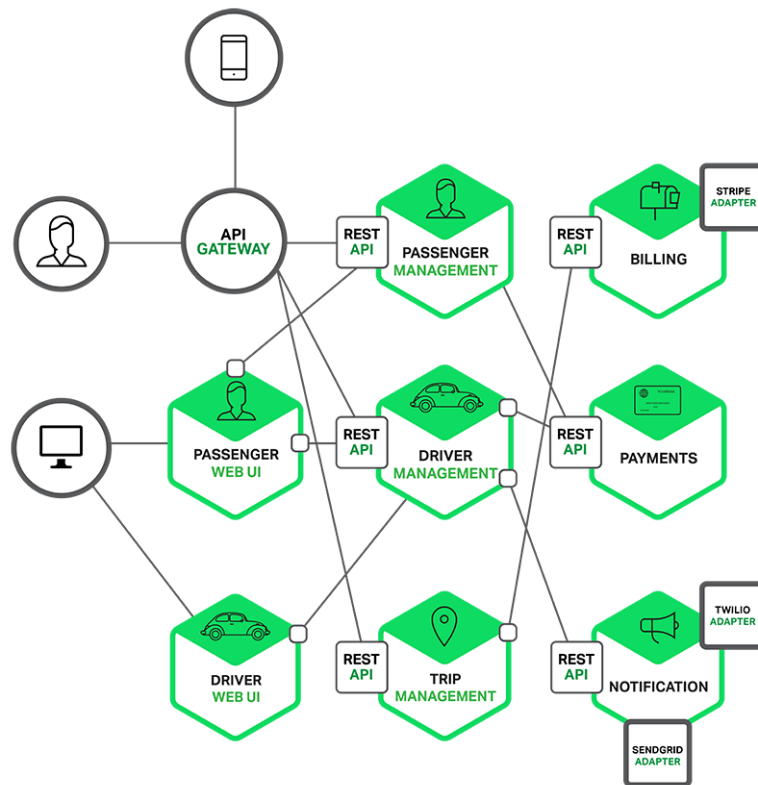 API
GATEWAY
REST
API
PASSENGER
MANAGEMENT
REST
API
BILLING
STRIPE
ADAPTER
PASSENGER
WEB UI
REST
API
DRIVER
MANAGEMENT
REST
API
PAYMENTS
DRIVER
WEB UI
REST
API
TRIP
MANAGEMENT
REST
API
NOTIFICATION
TWILIO
ADAPTER
SENDGRID
ADAPTER